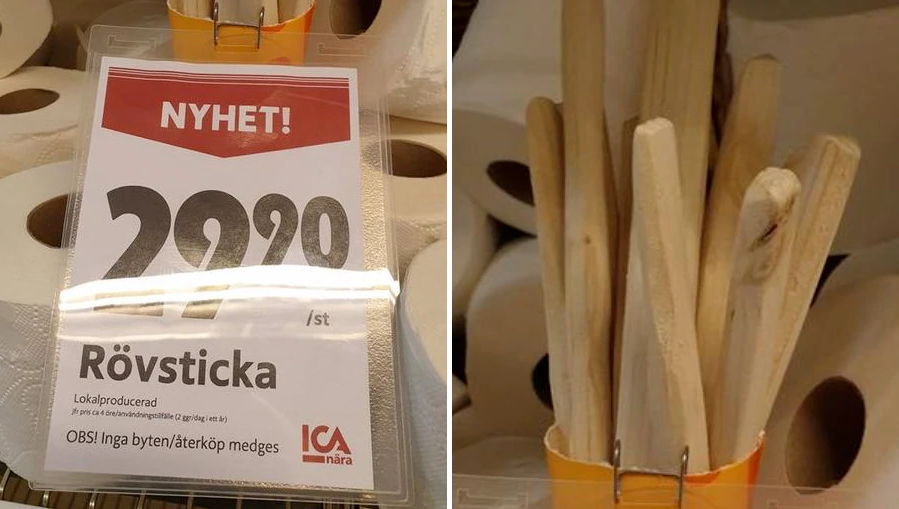 NYHET!
29 90
/st
Rövsticka
Lokalproducerad
jfr pris ca 4 öre/användningstillfälle (2 ggr/dag i ett år)
OBS! Inga byten/återköp medges
ICA
nära